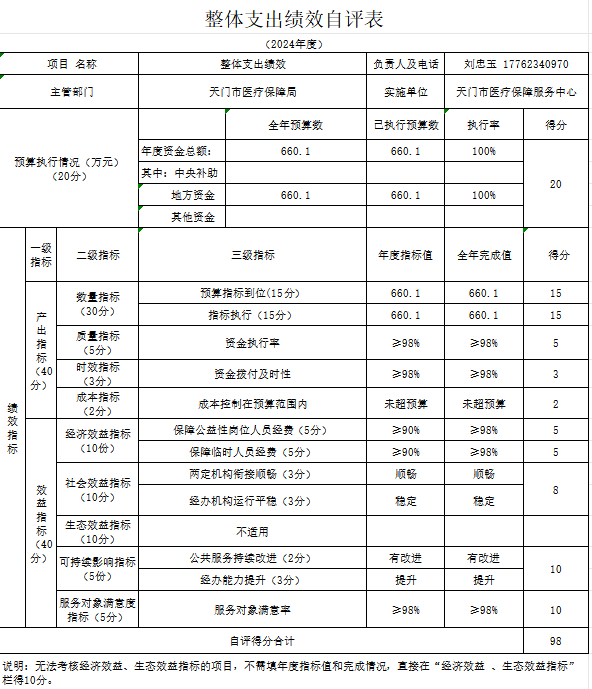 整体支出绩效自评表
（2024年度）
项目 名称 整体支出绩效 负责人及电话 刘忠玉 17762340970
主管部门 天门市医疗保障局 实施单位 天门市医疗保障服务中心
预算执行情况（万元）（20分） 全年预算数 已执行预算数 执行率 得分
年度资金总额： 660.1 660.1 100% 20
其中：中央补助
地方资金 660.1 660.1 100%
其他资金
绩效指标
一级指标 二级指标 三级指标 年度指标值 全年完成值 得分
产出指标（40分）
数量指标（30分） 预算指标到位(15分) 660.1 660.1 15
指标执行（15分） 660.1 660.1 15
质量指标（5分） 资金执行率 ≥98% ≥98% 5
时效指标（3分） 资金拨付及时性 ≥98% ≥98% 3
成本指标（2分） 成本控制在预算范围内 未超预算 未超预算 2
效益指标（40分）
经济效益指标（10份） 保障公益性岗位人员经费（5分） ≥90% ≥98% 5
保障临时人员经费（5分） ≥90% ≥98% 5
社会效益指标（10分） 两定机构衔接顺畅（3分） 顺畅 顺畅 8
经办机构运行平稳（3分） 稳定 稳定
生态效益指标（10分） 不适用
可持续影响指标（5份） 公共服务持续改进（2分） 有改进 有改进 10
经办能力提升（3分） 提升 提升
服务对象满意度指标（5分） 服务对象满意率 ≥98% ≥98% 10
自评得分合计 98
说明：无法考核经济效益、生态效益指标的项目，不需填年度指标值和完成情况，直接在“经济效益 、生态效益指标”
栏得10分。